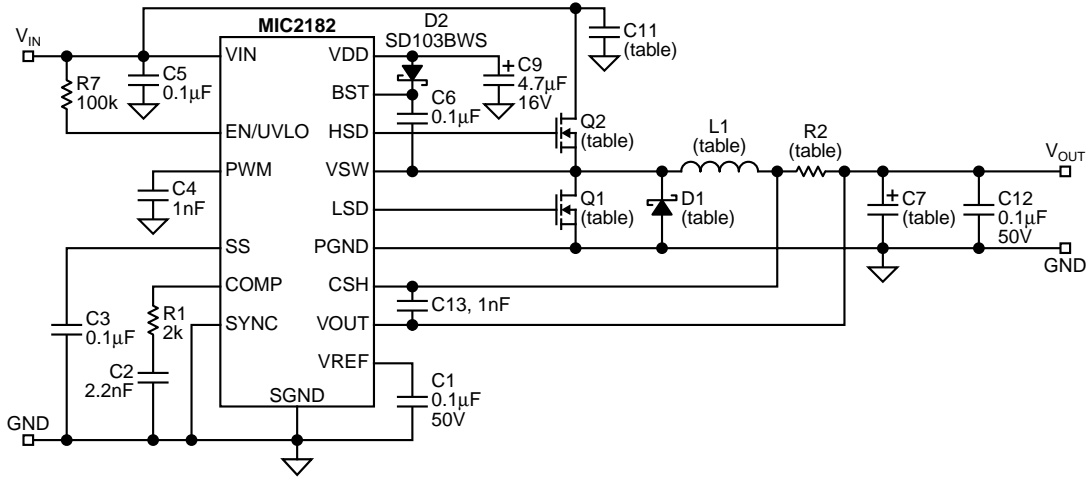 MIC2182
D2
SD103BWS
C11
(table)
VIN
VIN
VDD
C5
0.1µF
R7
100k
C9
4.7µF
16V
+
BST
C6
0.1µF
Q2
(table)
EN/UVLO
HSD
L1
(table)
R2
(table)
VOUT
PWM
VSW
C4
1nF
Q1
(table)
D1
(table)
+
C7
(table)
C12
0.1µF
50V
LSD
SS
PGND
GND
COMP
CSH
C13, 1nF
C3
0.1µF
R1
2k
SYNC
VOUT
VREF
C2
2.2nF
C1
0.1µF
50V
SGND
GND